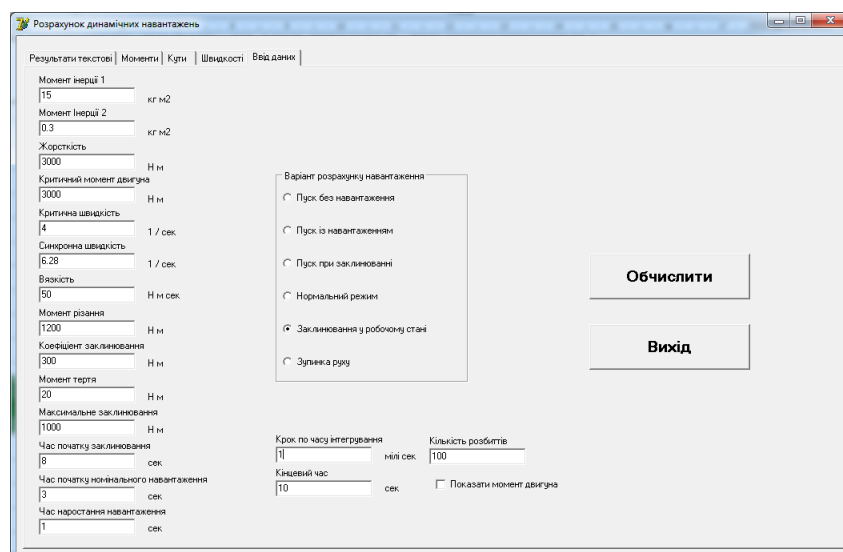 Розрахунок динамічних навантажень
Результати текстові Моменти Кути Швидкості Ввід даних
Момент інерції 1
15 кг м2
Момент Інерції 2
0.3 кг м2
Жорсткість
3000 Н м
Критичний момент двигуна
3000 Н м
Критична швидкість
4 1 / сек
Синхронна швидкість
6.28 1 / сек
Вязкість
50 Н м сек
Момент різання
1200 Н м
Коефіціент заклинювання
300 Н м
Момент тертя
20 Н м
Максимальне заклинювання
1000 Н м
Час початку заклинювання
8 сек
Час початку номінального навантаження
3 сек
Час наростання навантаження
1 сек
Варіант розрахунку навантаження
Пуск без навантаження
Пуск із навантаженням
Пуск при заклинюванні
Нормальний режим
Заклинювання у робочому стані
Зупинка руху
Крок по часу інтегрування
1 мілі сек
Кількість розбиттів
100
Кінцевий час
10 сек
Показати момент двигуна
Обчислити
Вихід